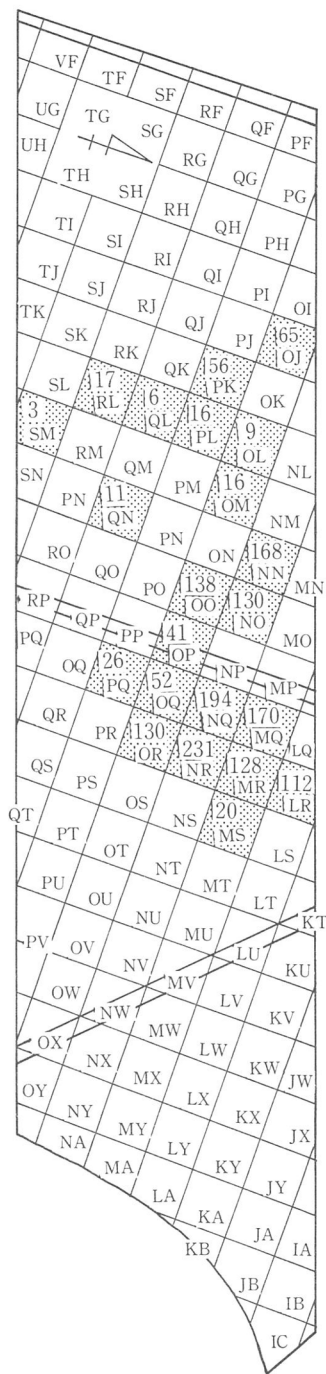 VF TF SF RF QF PF
UG TG SG RG QG PG
UH TH SH RH QH PH
TI SI RI QI PI OI
TJ SJ RJ QJ PJ 65 OJ
TK SK RK QK 56 PK OK
SL 17 RL 6 QL 16 PL 9 OL NL
3 SM RM QM PM 16 OM NM
SN PN 11 QN PN ON 168 NN MN
RO QO PO 138 OO 130 NO MO
RP QP PP 41 OP NP MP
PQ OQ 26 PQ 52 OQ 194 NQ 170 MQ LQ
QR PR 130 OR 231 NR 128 MR 112 LR
QS PS OS NS 20 MS LS
QT PT OT NT MT LT KT
PU OU NU MU LU KU
PV OV NV MV LV KV
OW NW MW LW KW JW
OX NX MX LX KX JX
OY NY MY LY KY JY
NA MA LA KA JA IA
KB JB IB
IC